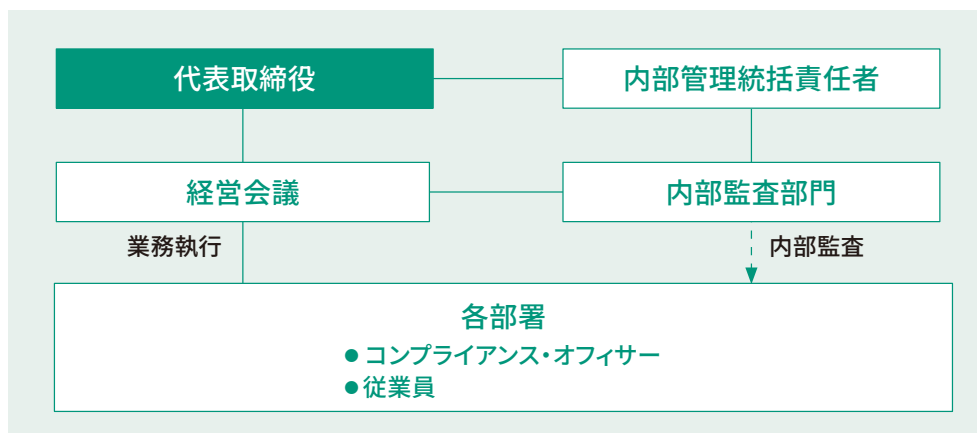 代表取締役
内部管理統括責任者
経営会議
内部監査部門
業務執行
内部監査
各部署
●コンプライアンス・オフィサー
●従業員